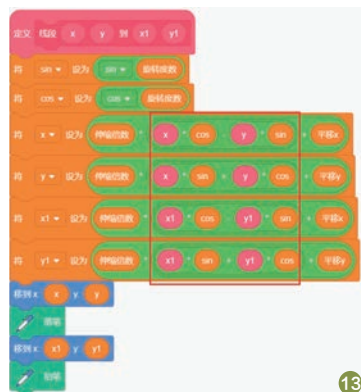 定义 线段 x y 到 x1 y1
将 sin 设为 sin 旋转度数
将 cos 设为 cos 旋转度数
将 x 设为 伸缩倍数 * x * cos y * sin + 平移x
将 y 设为 伸缩倍数 * x * sin y * cos + 平移y
将 x1 设为 伸缩倍数 * x1 * cos y1 * sin + 平移x
将 y1 设为 伸缩倍数 * x1 * sin y1 * cos + 平移y
移到 x: x y: y
落笔
移到 x: x1 y: y1
抬笔
13